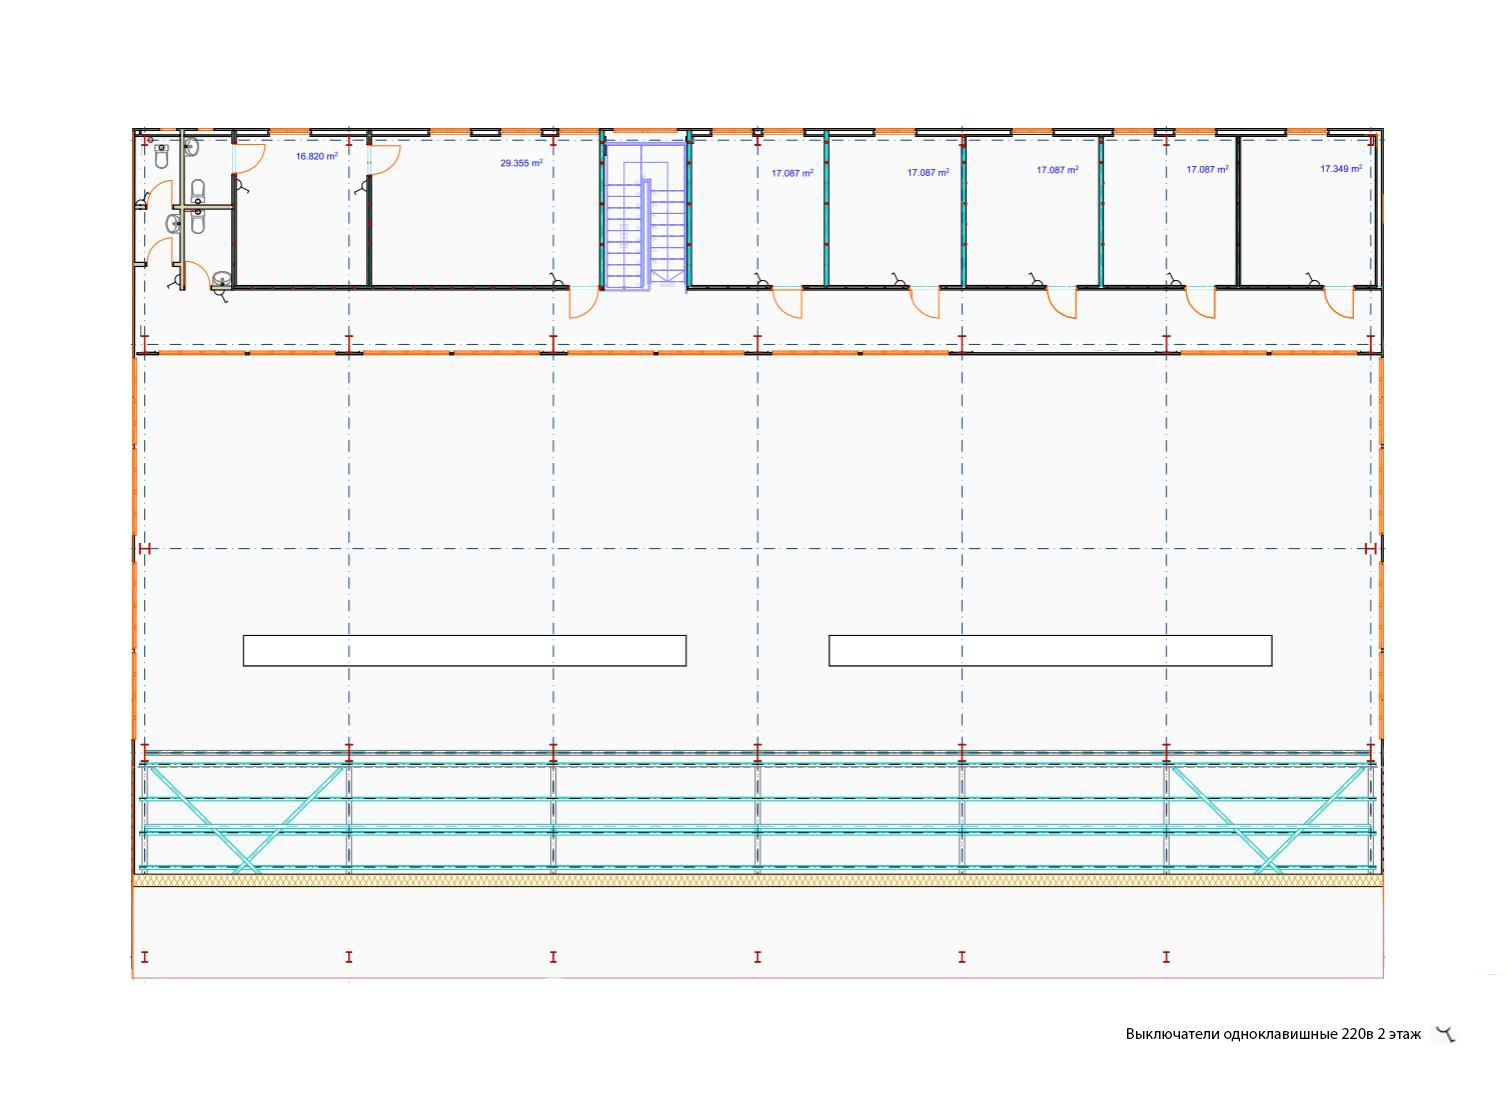 16.820 m²
29.355 m²
17.087 m²
17.087 m²
17.087 m²
17.087 m²
17.349 m²
Выключатели одноклавишные 220в 2 этаж